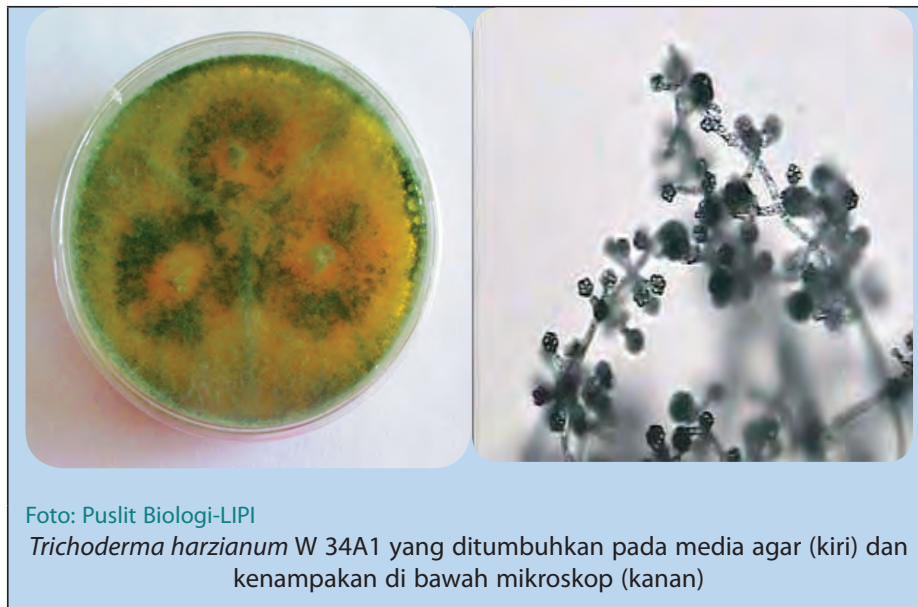 Foto: Puslit Biologi-LIPI
Trichoderma harzianum W 34A1 yang ditumbuhkan pada media agar (kiri) dan
kenampakan di bawah mikroskop (kanan)